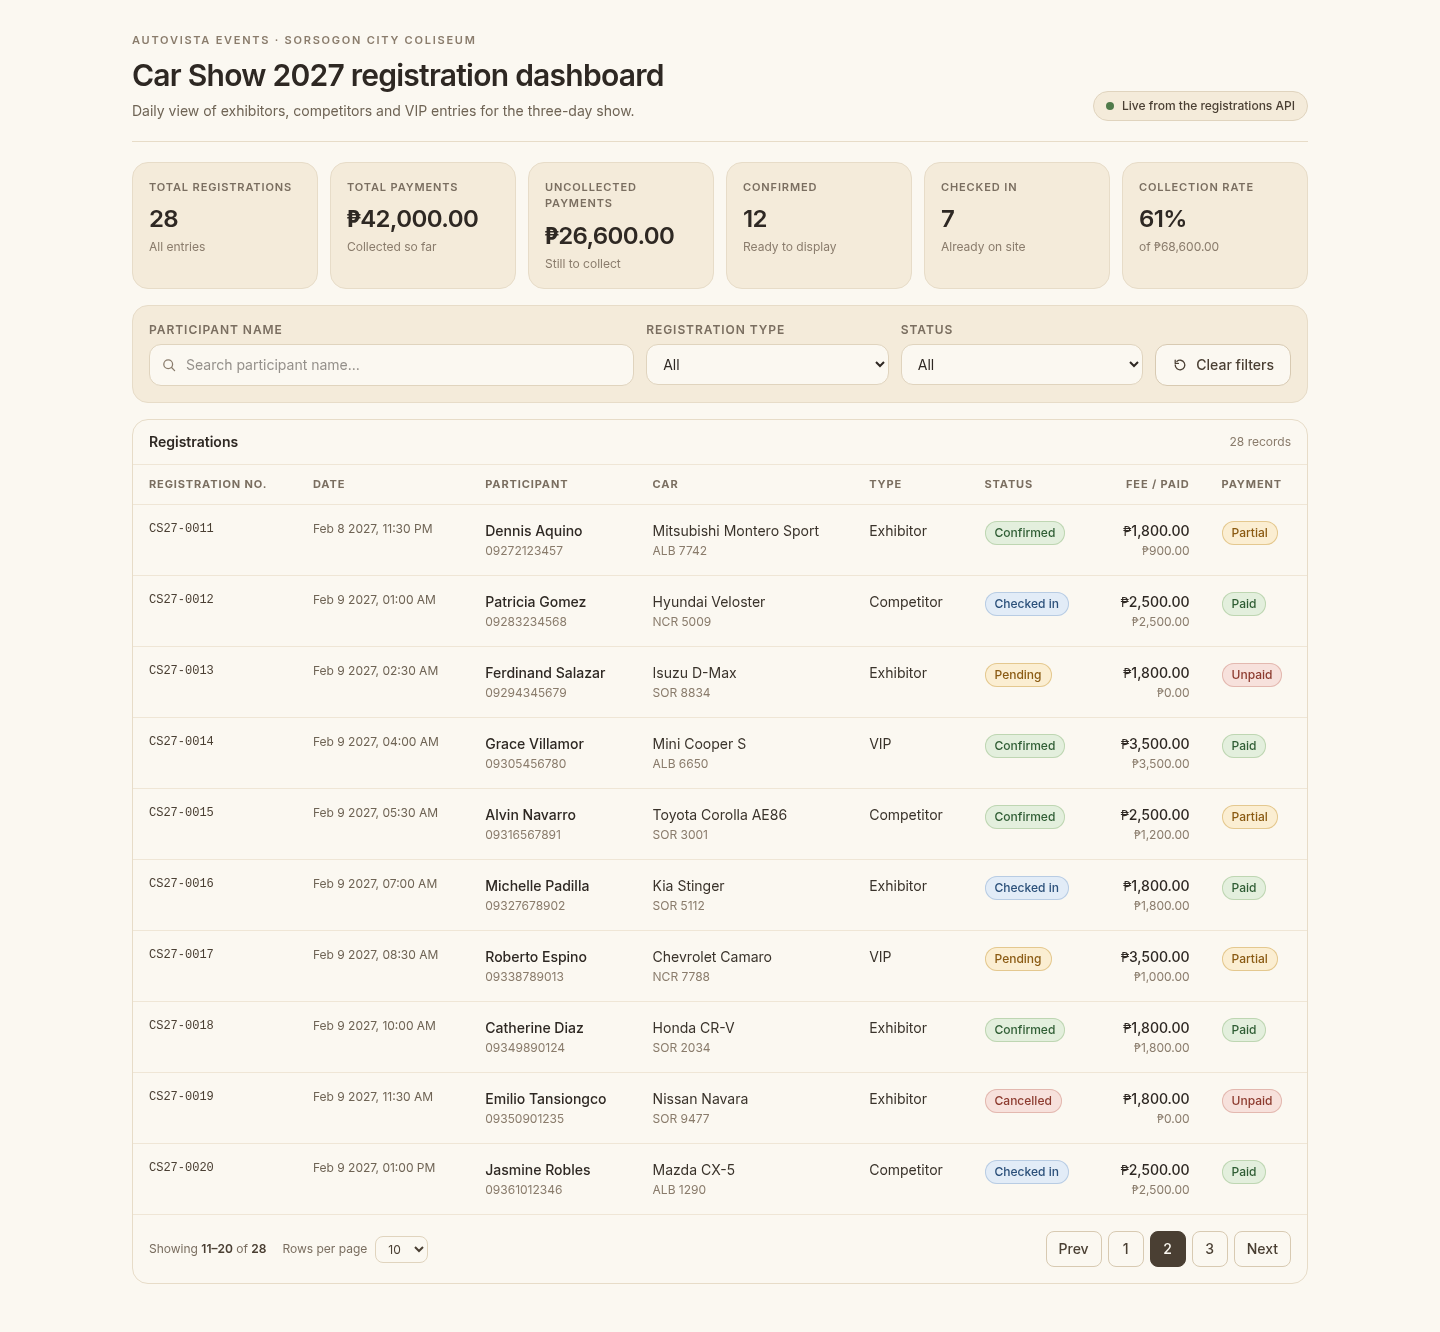 AUTOVISTA EVENTS · SORSOGON CITY COLISEUM
Car Show 2027 registration dashboard
Daily view of exhibitors, competitors and VIP entries for the three-day show.
Live from the registrations API
TOTAL REGISTRATIONS
28
All entries
TOTAL PAYMENTS
₱42,000.00
Collected so far
UNCOLLECTED
PAYMENTS
₱26,600.00
Still to collect
CONFIRMED
12
Ready to display
CHECKED IN
7
Already on site
COLLECTION RATE
61%
of ₱68,600.00
PARTICIPANT NAME
Search participant name...
REGISTRATION TYPE
All
STATUS
All
Clear filters
Registrations
28 records
REGISTRATION NO. DATE PARTICIPANT CAR TYPE STATUS FEE / PAID PAYMENT
CS27-0011 Feb 8 2027, 11:30 PM Dennis Aquino Mitsubishi Montero Sport Exhibitor Confirmed ₱1,800.00 Partial
09272123457 ALB 7742 ₱900.00
CS27-0012 Feb 9 2027, 01:00 AM Patricia Gomez Hyundai Veloster Competitor Checked in ₱2,500.00 Paid
09283234568 NCR 5009 ₱2,500.00
CS27-0013 Feb 9 2027, 02:30 AM Ferdinand Salazar Isuzu D-Max Exhibitor Pending ₱1,800.00 Unpaid
09294345679 SOR 8834 ₱0.00
CS27-0014 Feb 9 2027, 04:00 AM Grace Villamor Mini Cooper S VIP Confirmed ₱3,500.00 Paid
09305456780 ALB 6650 ₱3,500.00
CS27-0015 Feb 9 2027, 05:30 AM Alvin Navarro Toyota Corolla AE86 Competitor Confirmed ₱2,500.00 Partial
09316567891 SOR 3001 ₱1,200.00
CS27-0016 Feb 9 2027, 07:00 AM Michelle Padilla Kia Stinger Exhibitor Checked in ₱1,800.00 Paid
09327678902 SOR 5112 ₱1,800.00
CS27-0017 Feb 9 2027, 08:30 AM Roberto Espino Chevrolet Camaro VIP Pending ₱3,500.00 Partial
09338789013 NCR 7788 ₱1,000.00
CS27-0018 Feb 9 2027, 10:00 AM Catherine Diaz Honda CR-V Exhibitor Confirmed ₱1,800.00 Paid
09349890124 SOR 2034 ₱1,800.00
CS27-0019 Feb 9 2027, 11:30 AM Emilio Tansiongco Nissan Navara Exhibitor Cancelled ₱1,800.00 Unpaid
09350901235 SOR 9477 ₱0.00
CS27-0020 Feb 9 2027, 01:00 PM Jasmine Robles Mazda CX-5 Competitor Checked in ₱2,500.00 Paid
09361012346 ALB 1290 ₱2,500.00
Showing 11–20 of 28 Rows per page 10 Prev 1 2 3 Next